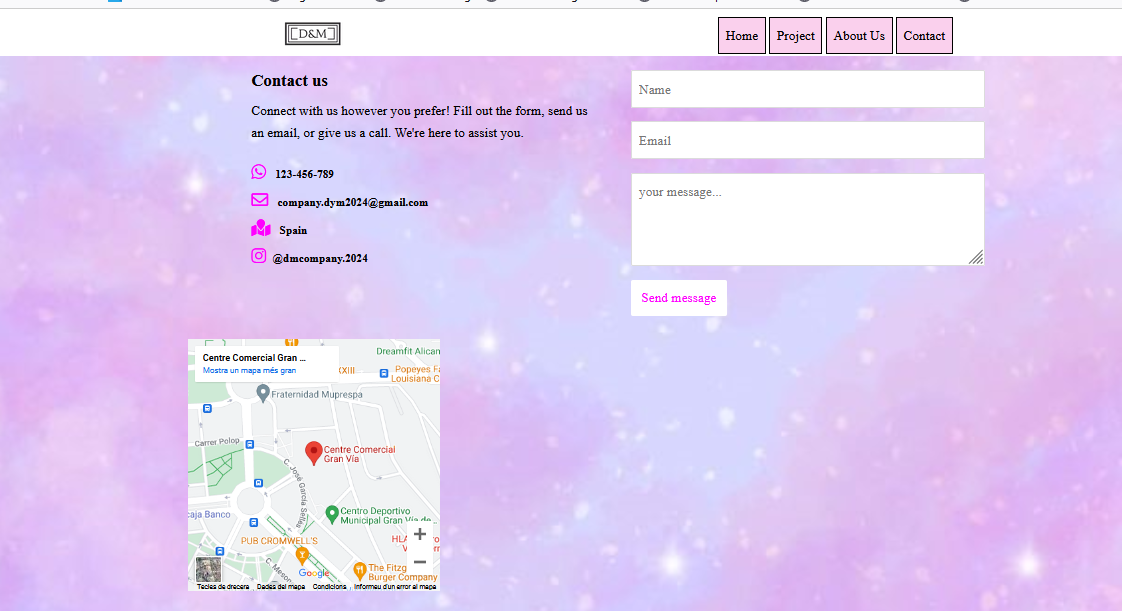 D&M
Home
Project
About Us
Contact
Contact us
Connect with us however you prefer! Fill out the form, send us
an email, or give us a call. We're here to assist you.
123-456-789
company.dym2024@gmail.com
Spain
@dmcompany.2024
Name
Email
your message...
Send message
Centre Comercial Gran ...
Mostra un mapa més gran
XXIII
Dreamfit Alican
Popeyes Fa
Louisiana C
Fraternidad Muprespa
Carrer Polop
Centre Comercial
Gran Vía
C. José García Sellés
caja Banco
Centro Deportivo
Municipal Gran Vía de...
PUB CROMWELL'S
HLA
The Fitzg
Burger Company
Google
Tecles de drecera
Dades del mapa
Condicions
Informeu d'un error al mapa